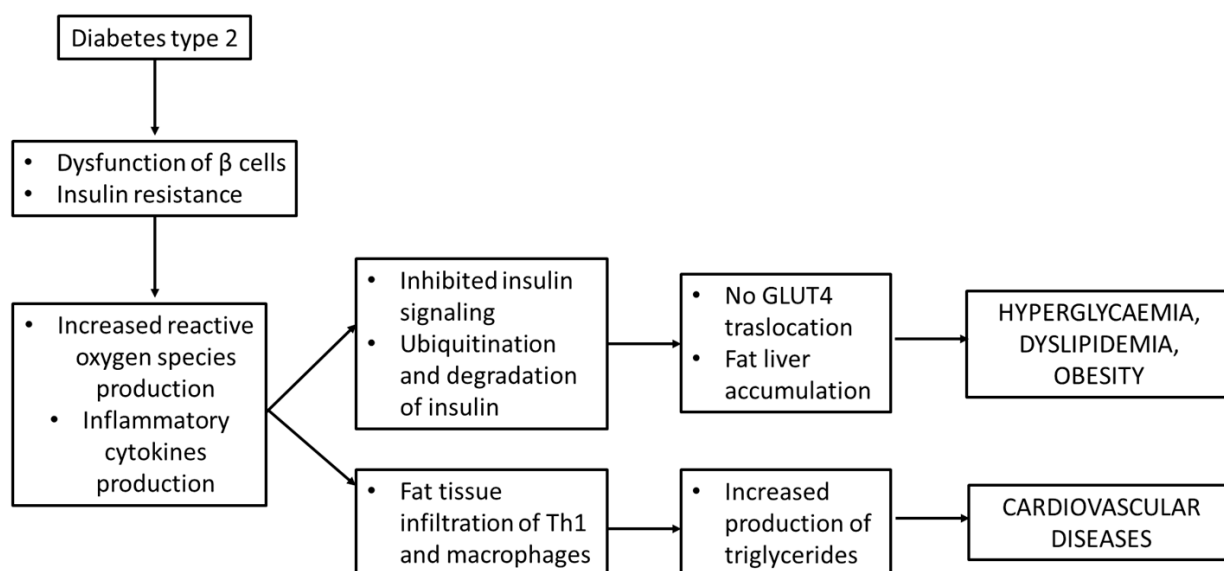 Diabetes type 2
• Dysfunction of β cells
• Insulin resistance
• Increased reactive
oxygen species
production
• Inflammatory
cytokines
production
• Inhibited insulin
signaling
• Ubiquitination
and degradation
of insulin
• No GLUT4
traslocation
• Fat liver
accumulation
HYPERGLYCAEMIA,
DYSLIPIDEMIA,
OBESITY
• Fat tissue
infiltration of Th1
and macrophages
• Increased
production of
triglycerides
CARDIOVASCULAR
DISEASES